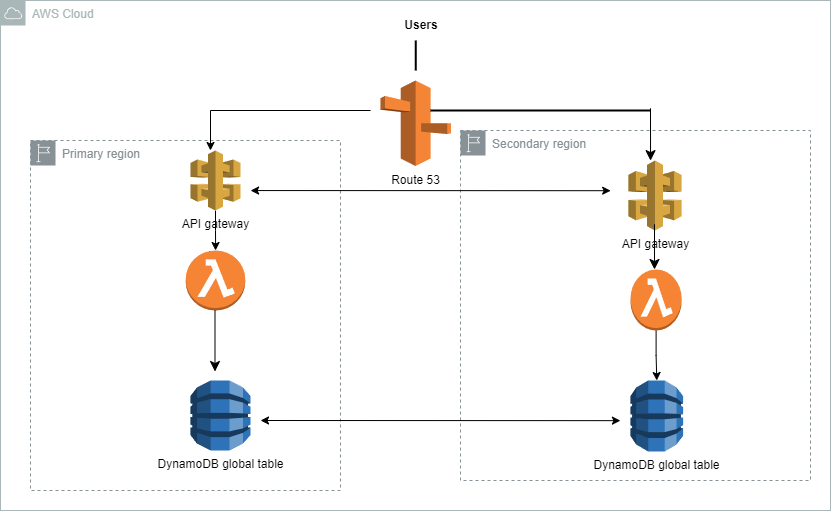 AWS Cloud
Users
Route 53
Primary region
API gateway
λ
DynamoDB global table
Secondary region
API gateway
λ
DynamoDB global table